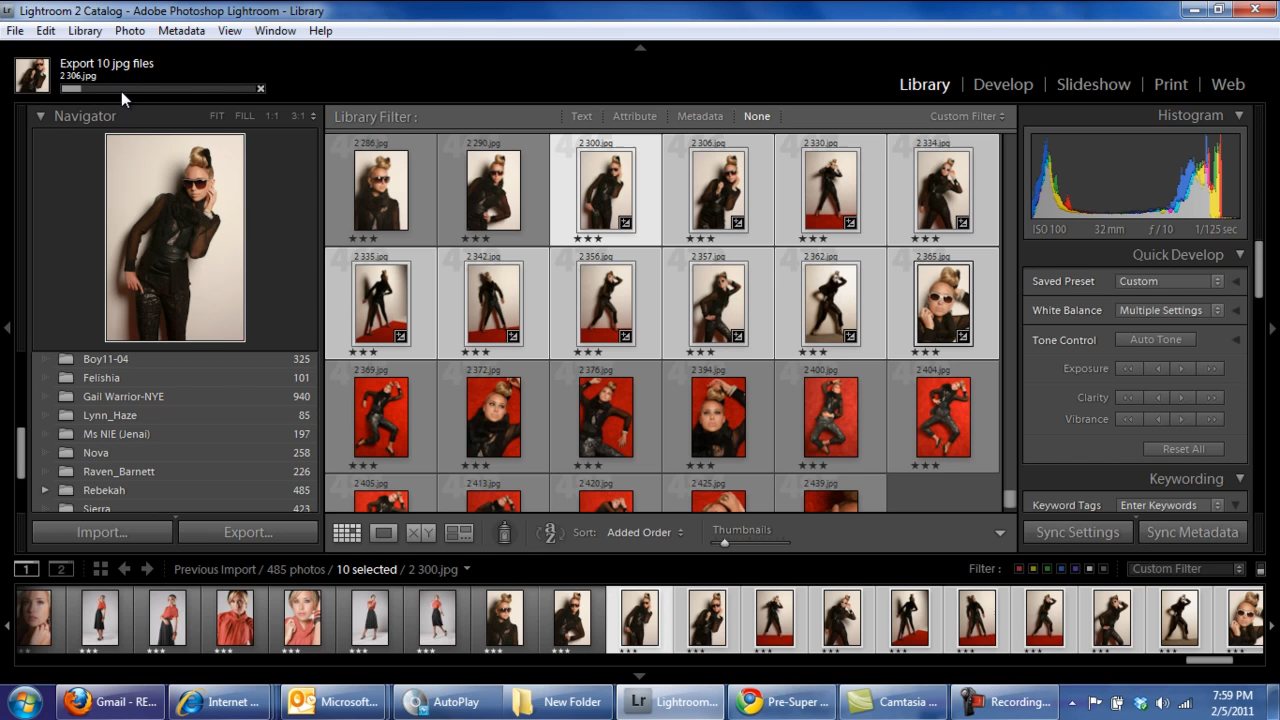 Lr Lightroom 2 Catalog - Adobe Photoshop Lightroom - Library
File Edit Library Photo Metadata View Window Help
Export 10 jpg files
2 306.jpg
Library | Develop | Slideshow | Print | Web
Navigator FIT FILL 1:1 3:1
Library Filter : Text Attribute Metadata None Custom Filter
Histogram
2 286.jpg 2 290.jpg 2 300.jpg 2 306.jpg 2 330.jpg 2 334.jpg
ISO 100 32 mm ƒ / 10 1/125 sec
2 335.jpg 2 342.jpg 2 356.jpg 2 357.jpg 2 362.jpg 2 365.jpg
Quick Develop
Saved Preset Custom
White Balance Multiple Settings
Tone Control Auto Tone
Exposure
Clarity
Vibrance
Reset All
Boy11-04 325
Felishia 101
Gail Warrior-NYE 940
Lynn_Haze 85
Ms NIE (Jenai) 197
Nova 258
Raven_Barnett 226
Rebekah 485
Sierra 423
2 369.jpg 2 372.jpg 2 376.jpg 2 394.jpg 2 400.jpg 2 404.jpg
2 405.jpg 2 413.jpg 2 420.jpg 2 425.jpg 2 439.jpg
Keywording
Keyword Tags Enter Keywords
Import... Export...
XY
Sort: Added Order Thumbnails
Sync Settings Sync Metadata
1 2 Previous Import / 485 photos / 10 selected / 2 300.jpg
Filter : Custom Filter
Gmail - RE... Internet ... Microsoft... AutoPlay New Folder Lr Lightroom... Pre-Super ... Camtasia ... Recording...
7:59 PM
2/5/2011